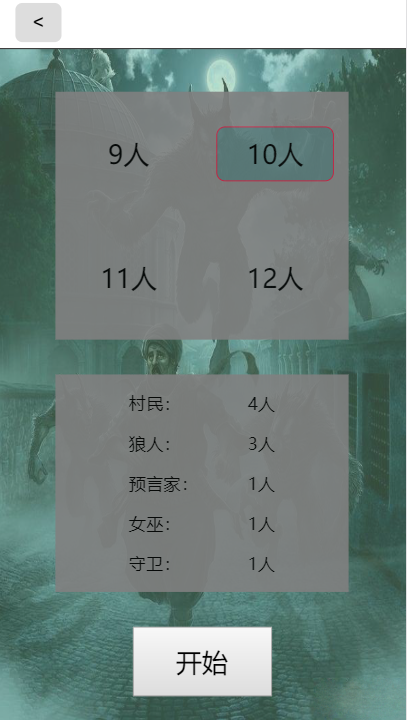 <
9人 10人
11人 12人
村民： 4人
狼人： 3人
预言家： 1人
女巫： 1人
守卫： 1人
开始